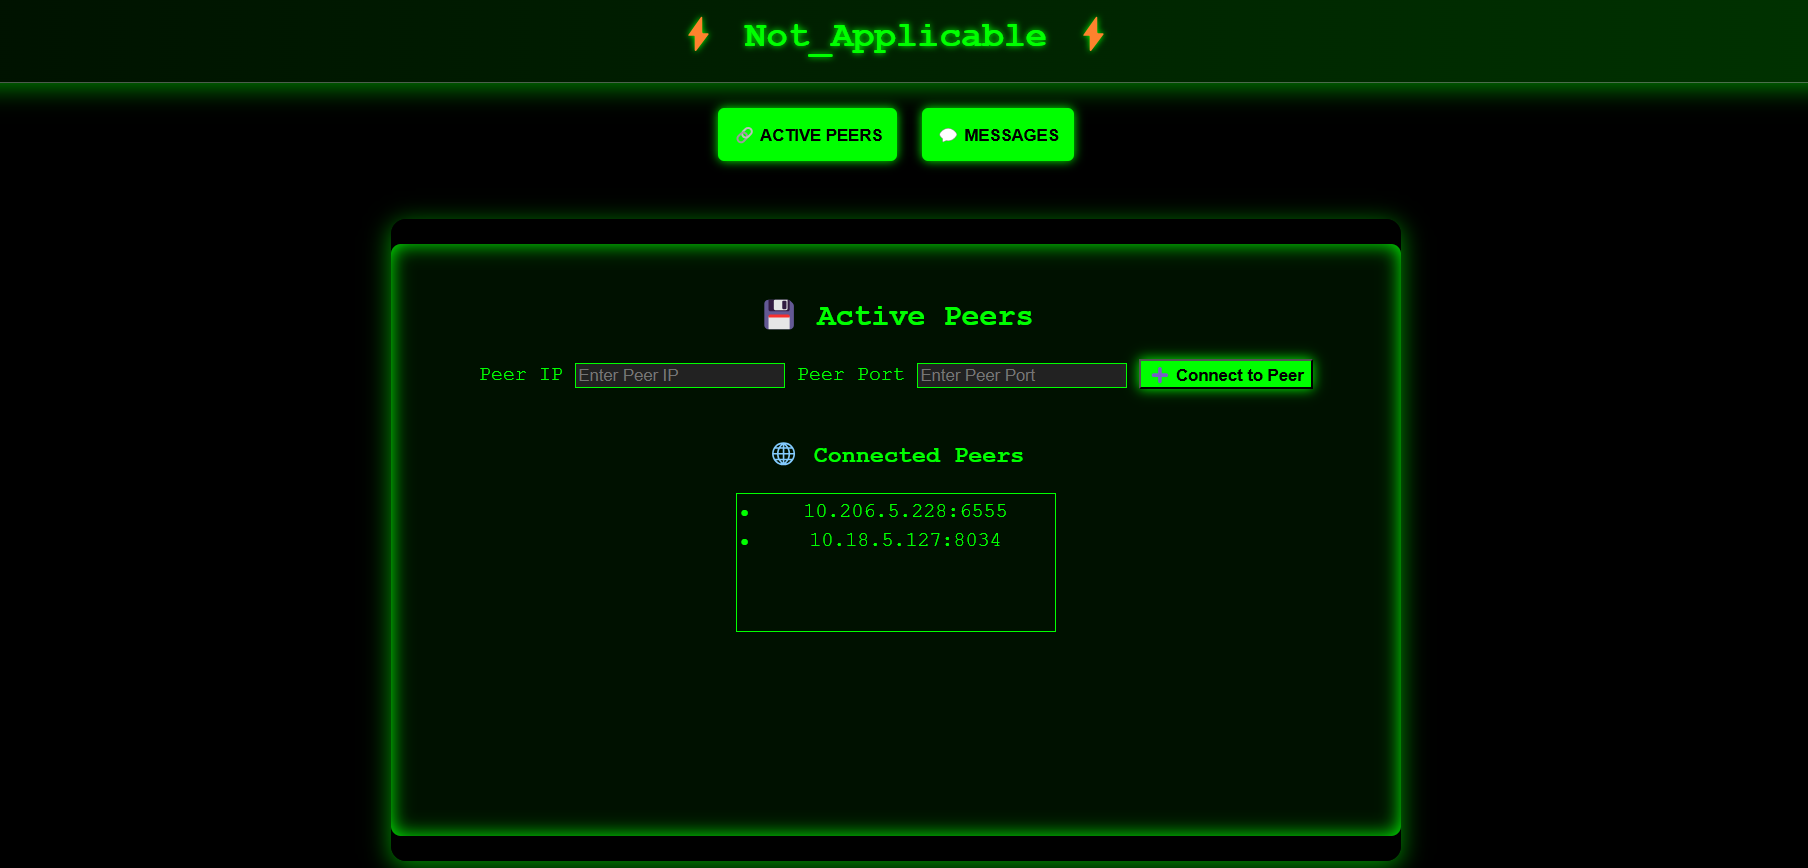 Not_Applicable
ACTIVE PEERS MESSAGES
Active Peers
Peer IP Enter Peer IP Peer Port Enter Peer Port Connect to Peer
Connected Peers
10.206.5.228:6555
10.18.5.127:8034